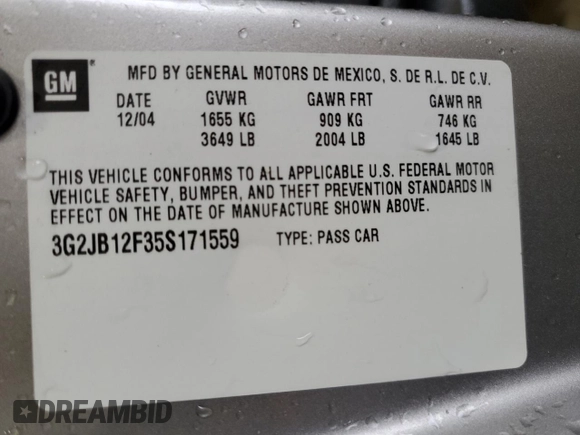 GM
MFD BY GENERAL MOTORS DE MEXICO, S. DE R.L. DE C.V.
DATE GVWR GAWR FRT GAWR RR
12/04 1655 KG 909 KG 746 KG
3649 LB 2004 LB 1645 LB
THIS VEHICLE CONFORMS TO ALL APPLICABLE U.S. FEDERAL MOTOR
VEHICLE SAFETY, BUMPER, AND THEFT PREVENTION STANDARDS IN
EFFECT ON THE DATE OF MANUFACTURE SHOWN ABOVE.
3G2JB12F35S171559 TYPE: PASS CAR
DREAMBID